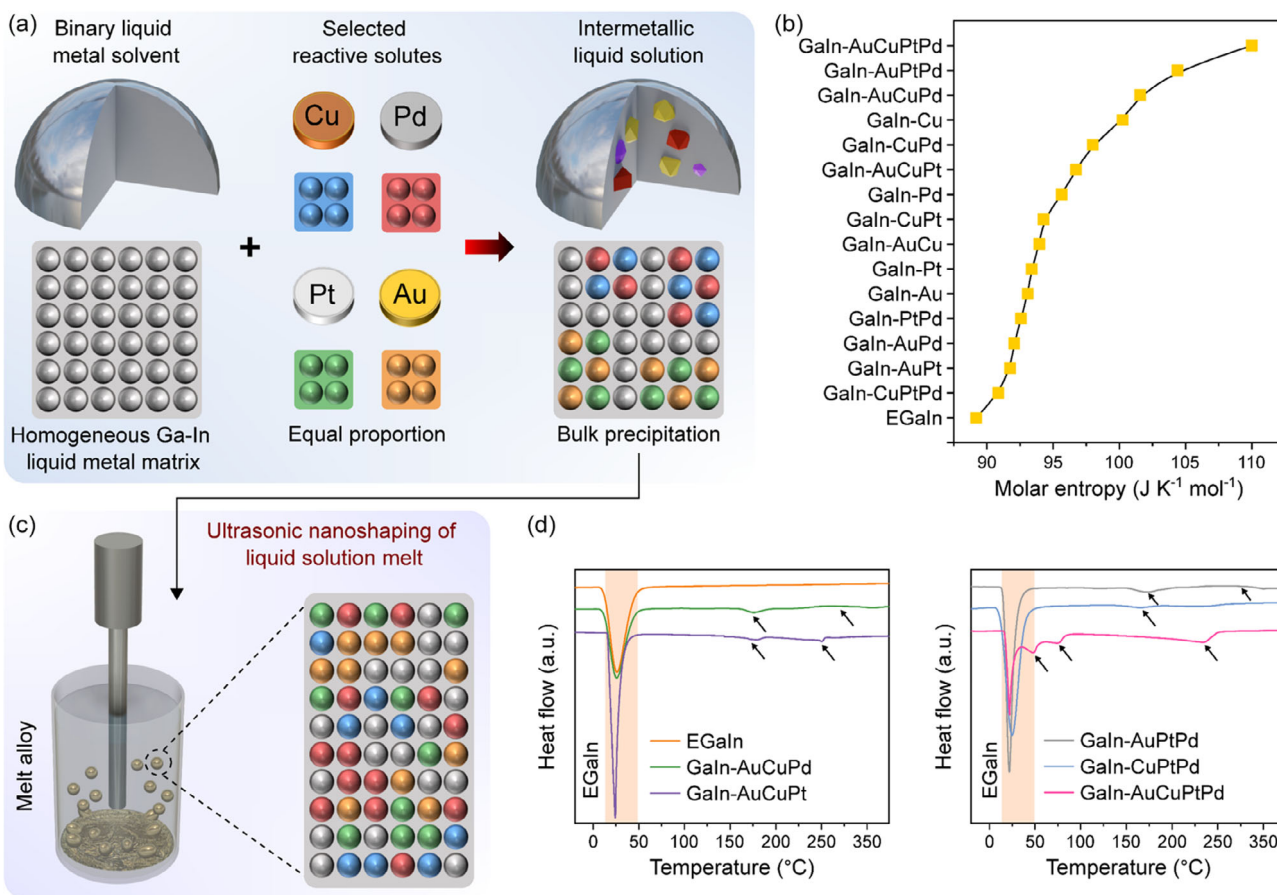 (a)
Binary liquid
metal solvent
Selected
reactive solutes
Intermetallic
liquid solution
Cu
Pd
+
Pt
Au
Homogeneous Ga-In
liquid metal matrix
Equal proportion
Bulk precipitation
(b)
GaIn-AuCuPtPd
GaIn-AuPtPd
GaIn-AuCuPd
GaIn-Cu
GaIn-CuPd
GaIn-AuCuPt
GaIn-Pd
GaIn-CuPt
GaIn-AuCu
GaIn-Pt
GaIn-Au
GaIn-PtPd
GaIn-AuPd
GaIn-AuPt
GaIn-CuPtPd
EGaIn
90 95 100 105 110
Molar entropy (J K⁻¹ mol⁻¹)
(c)
Ultrasonic nanoshaping of
liquid solution melt
Melt alloy
(d)
Heat flow (a.u.)
EGaIn
EGaIn
GaIn-AuCuPd
GaIn-AuCuPt
0 50 100 150 200 250 350
Temperature (°C)
Heat flow (a.u.)
EGaIn
GaIn-AuPtPd
GaIn-CuPtPd
GaIn-AuCuPtPd
0 50 100 150 200 250 350
Temperature (°C)